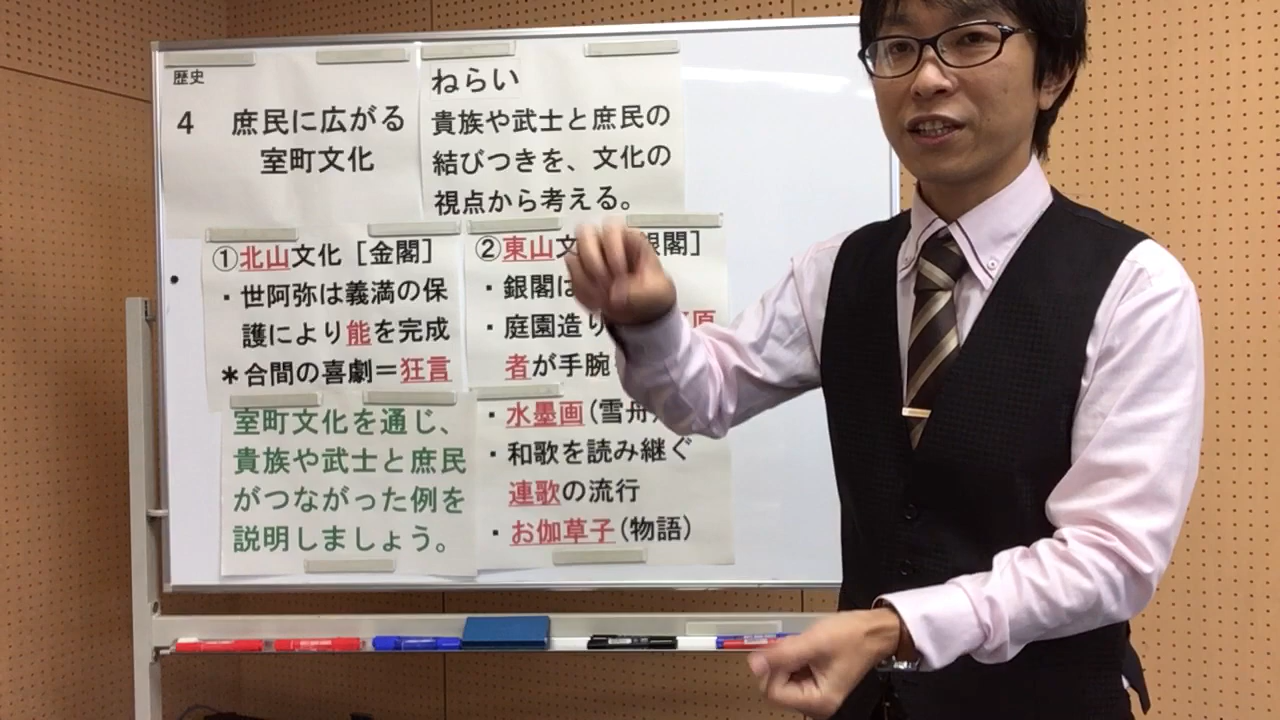 歴史
4 庶民に広がる
室町文化
ねらい
貴族や武士と庶民の
結びつきを、文化の
視点から考える。
①北山文化［金閣］
・世阿弥は義満の保
護により能を完成
＊合間の喜劇＝狂言
室町文化を通じ、
貴族や武士と庶民
がつながった例を
説明しましょう。
②東山文 銀閣］
・銀閣は
・庭園造り 原
者が手腕
・水墨画(雪舟)
・和歌を読み継ぐ
連歌の流行
・お伽草子(物語)